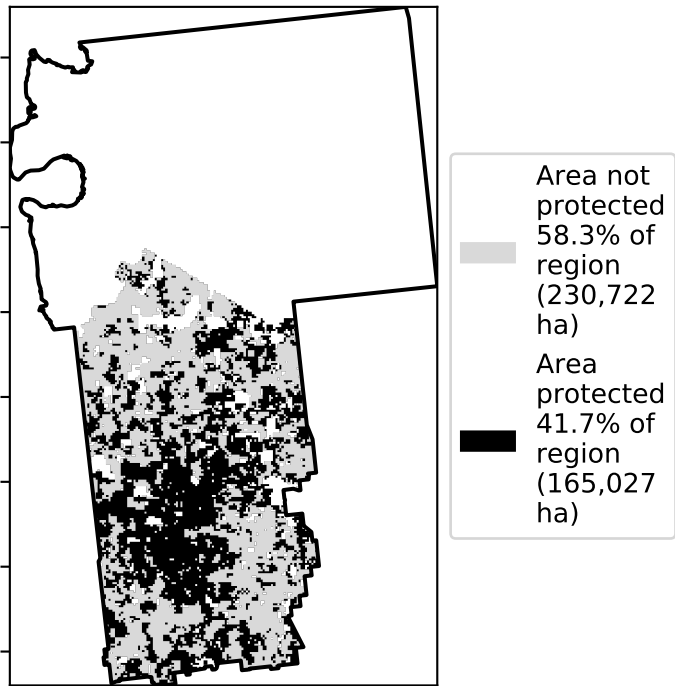 Area not
protected
58.3% of
region
(230,722
ha)
Area
protected
41.7% of
region
(165,027
ha)